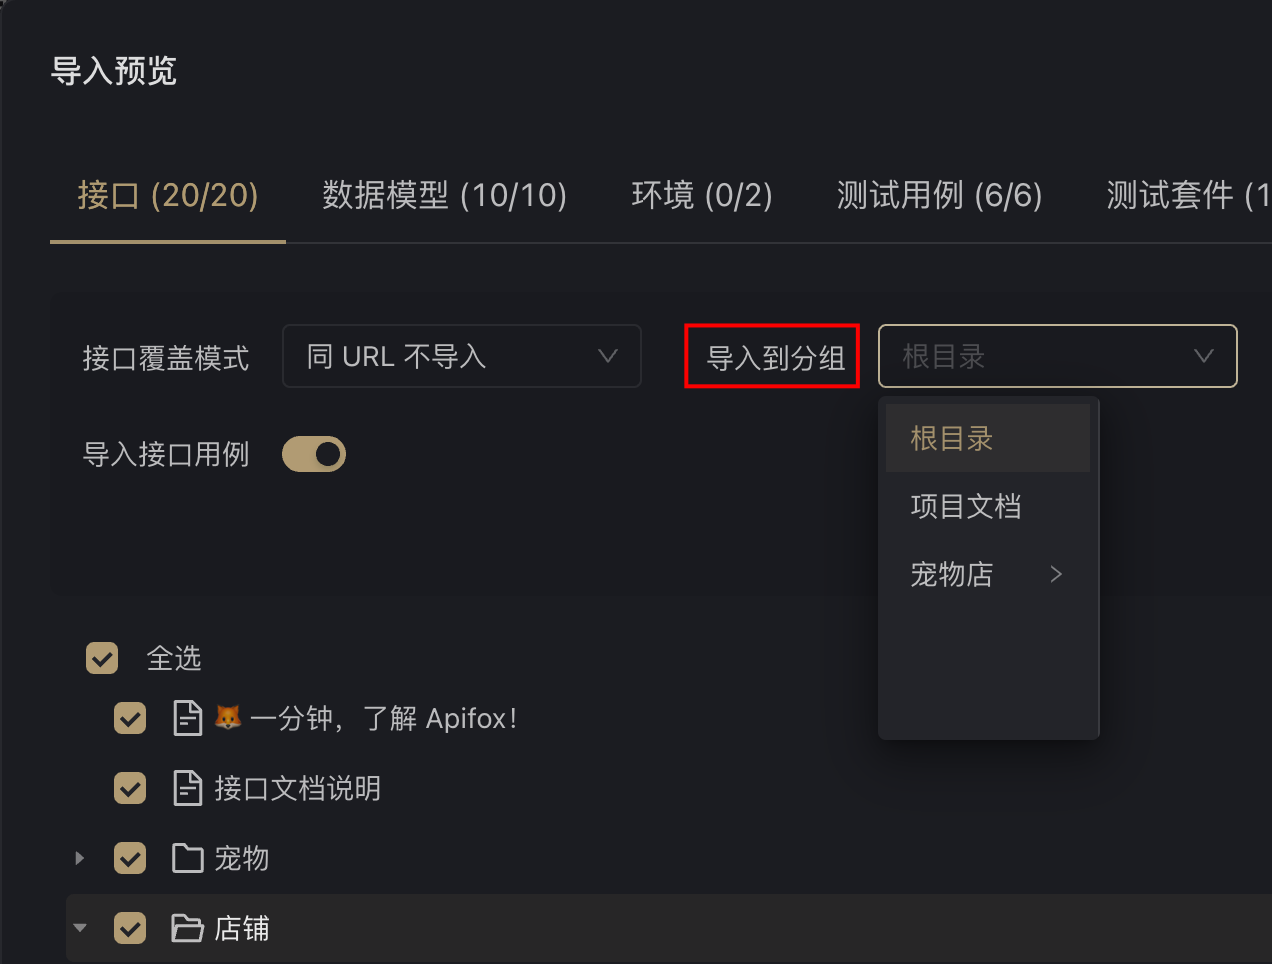 导入预览
接口 (20/20) 数据模型 (10/10) 环境 (0/2) 测试用例 (6/6) 测试套件 (1
接口覆盖模式 同 URL 不导入 导入到分组 根目录
根目录
导入接口用例
项目文档
宠物店
全选
一分钟，了解 Apifox！
接口文档说明
宠物
店铺